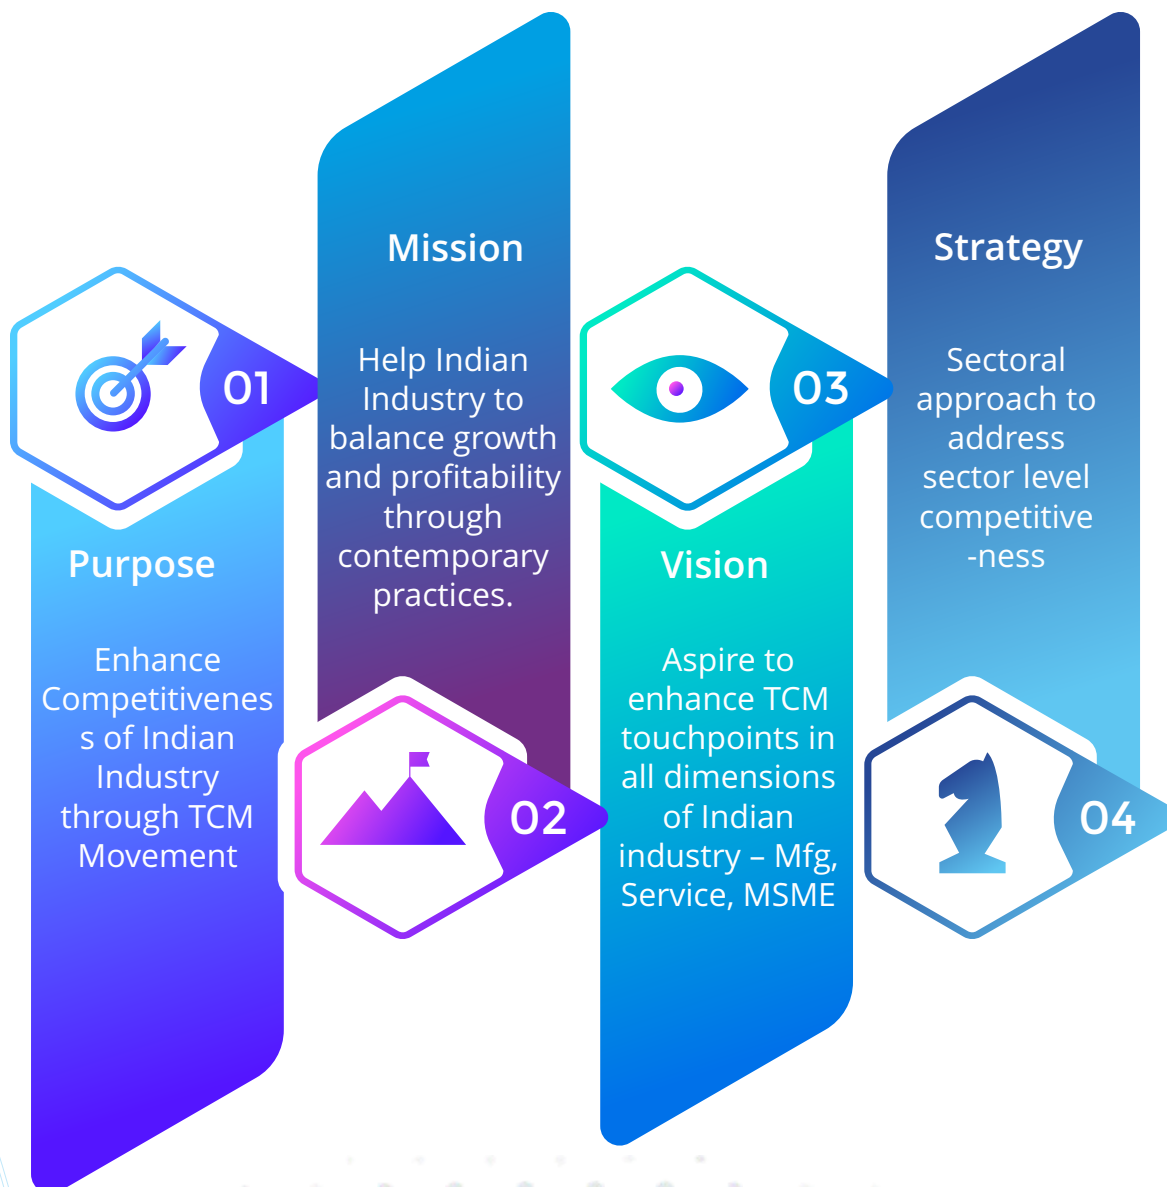 01
Purpose
Enhance
Competitivenes
s of Indian
Industry
through TCM
Movement
Mission
Help Indian
Industry to
balance growth
and profitability
through
contemporary
practices.
02
03
Vision
Aspire to
enhance TCM
touchpoints in
all dimensions
of Indian
industry – Mfg,
Service, MSME
Strategy
Sectoral
approach to
address
sector level
competitive
-ness
04